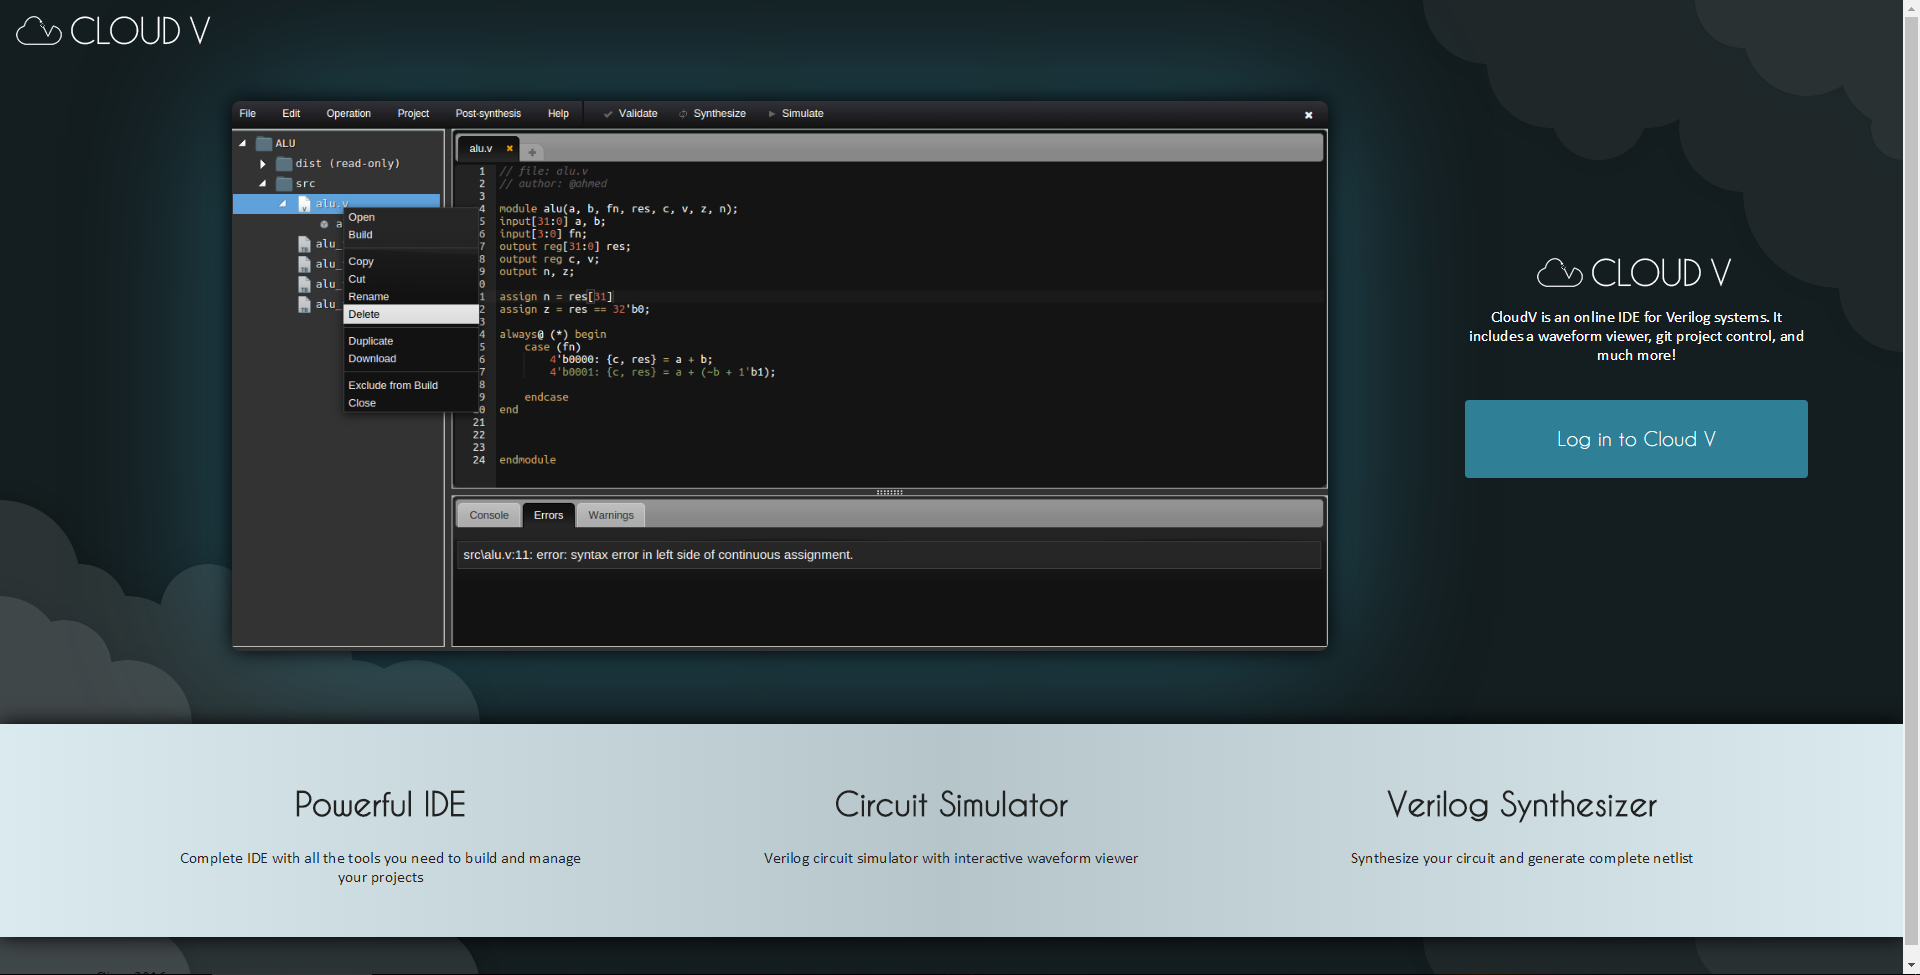 CLOUD V
File Edit Operation Project Post-synthesis Help Validate Synthesize Simulate
ALU
dist (read-only)
src
alu.v
a
alu_
alu_
alu_
alu_
Open
Build
Copy
Cut
Rename
Delete
Duplicate
Download
Exclude from Build
Close
alu.v
1 // file: alu.v
2 // author: @ahmed
3
4 module alu(a, b, fn, res, c, v, z, n);
5 input[31:0] a, b;
6 input[3:0] fn;
7 output reg[31:0] res;
8 output reg c, v;
9 output n, z;
0
1 assign n = res[31]
2 assign z = res == 32'b0;
3
4 always@ (*) begin
5 case (fn)
6 4'b0000: {c, res} = a + b;
7 4'b0001: {c, res} = a + (~b + 1'b1);
8
9 endcase
20 end
21
22
23
24 endmodule
Console Errors Warnings
src\alu.v:11: error: syntax error in left side of continuous assignment.
CLOUD V
CloudV is an online IDE for Verilog systems. It
includes a waveform viewer, git project control, and
much more!
Log in to Cloud V
Powerful IDE
Complete IDE with all the tools you need to build and manage
your projects
Circuit Simulator
Verilog circuit simulator with interactive waveform viewer
Verilog Synthesizer
Synthesize your circuit and generate complete netlist